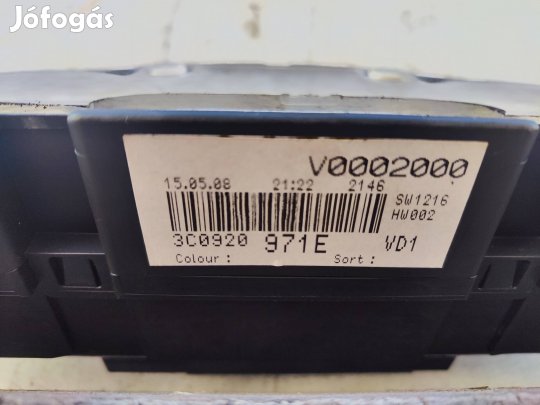 Jófogás
V0002000
15.05.08 21:22 2146
SW1216
HW002
3C0920 971E VD1
Colour : Sort :